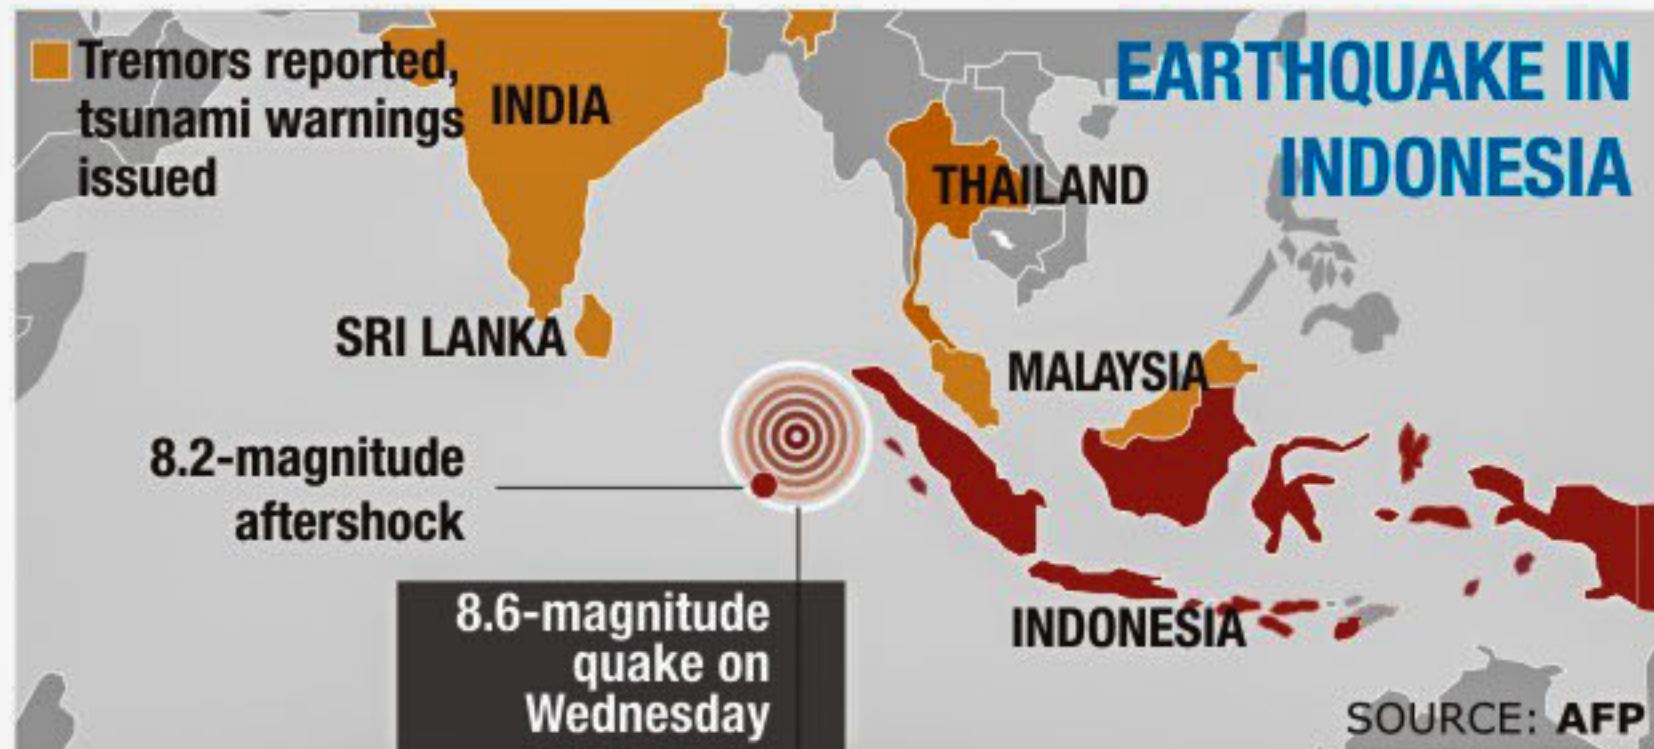 Tremors reported,
tsunami warnings
issued
EARTHQUAKE IN
INDONESIA
INDIA
THAILAND
SRI LANKA
MALAYSIA
8.2-magnitude
aftershock
8.6-magnitude
quake on
Wednesday
INDONESIA
SOURCE: AFP